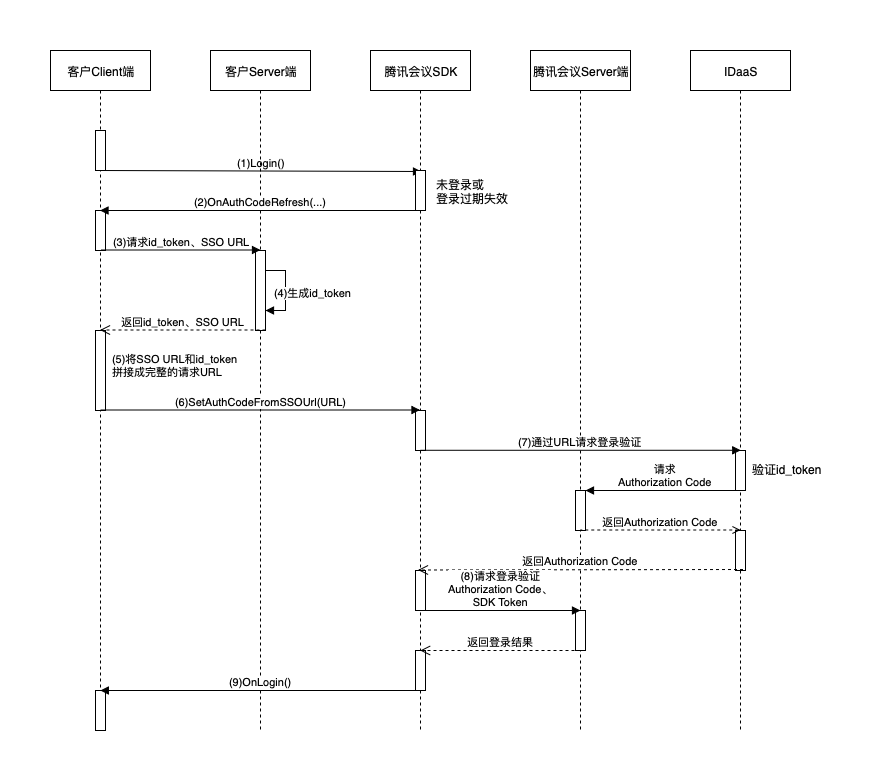 客户Client端
客户Server端
腾讯会议SDK
腾讯会议Server端
IDaaS
(1)Login()
未登录或
登录过期失效
(2)OnAuthCodeRefresh(...)
(3)请求id_token、SSO URL
(4)生成id_token
返回id_token、SSO URL
(5)将SSO URL和id_token
拼接成完整的请求URL
(6)SetAuthCodeFromSSOUrl(URL)
(7)通过URL请求登录验证
请求
Authorization Code
验证id_token
返回Authorization Code
返回Authorization Code
(8)请求登录验证
Authorization Code、
SDK Token
返回登录结果
(9)OnLogin()